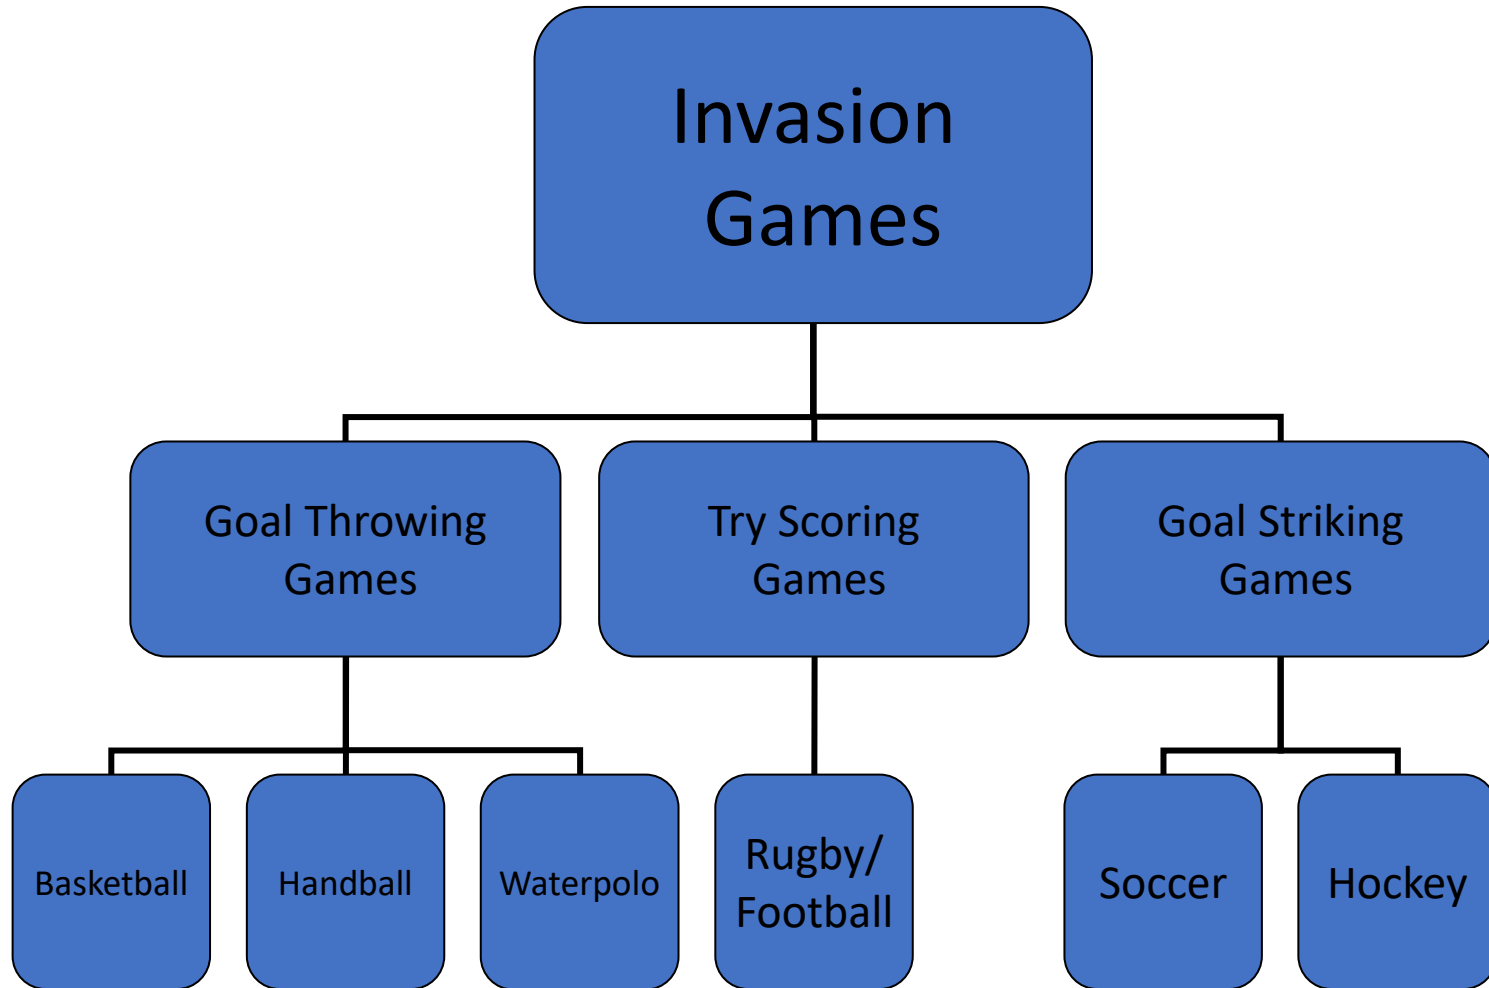 Invasion
Games
Goal Throwing
Games
Try Scoring
Games
Goal Striking
Games
Basketball
Handball
Waterpolo
Rugby/
Football
Soccer
Hockey